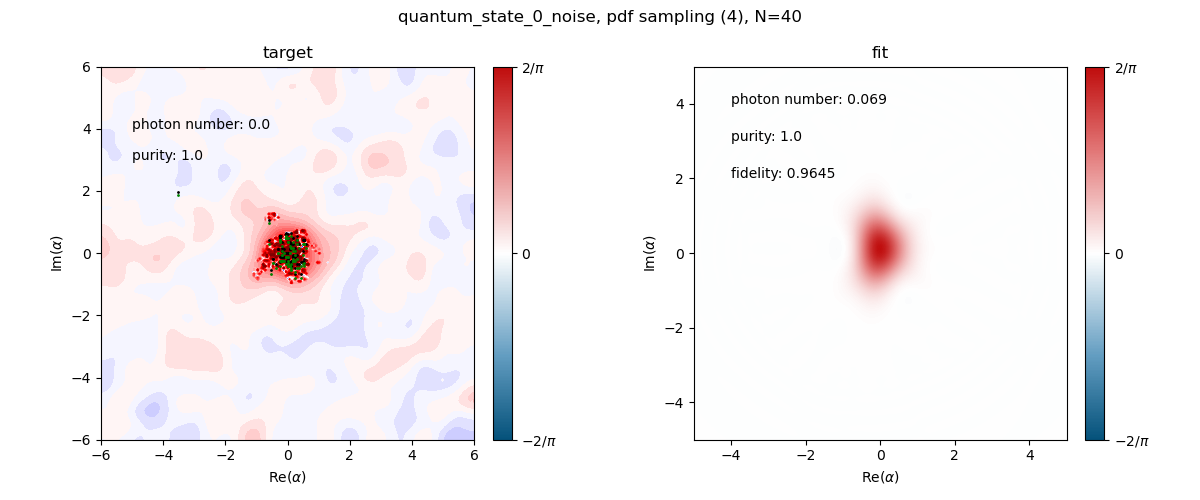 quantum_state_0_noise, pdf sampling (4), N=40
target
fit
photon number: 0.0
purity: 1.0
6
4
2
0
−2
−4
−6
−6
−4
−2
0
2
4
6
Re(α)
Im(α)
2/π
0
−2/π
photon number: 0.069
purity: 1.0
fidelity: 0.9645
4
2
0
−2
−4
−4
−2
0
2
4
Re(α)
Im(α)
2/π
0
−2/π